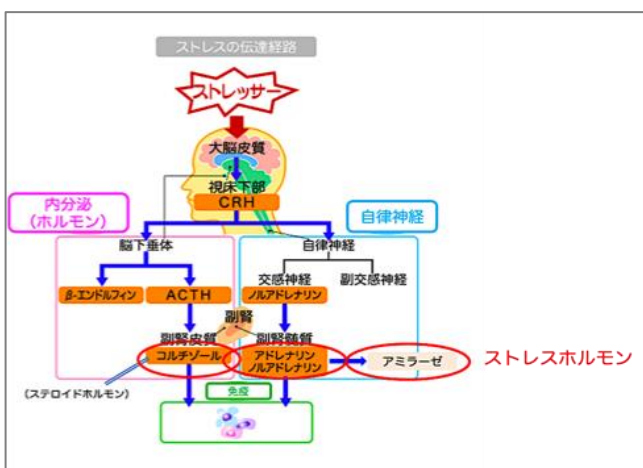 ストレスの伝達経路
ストレッサー
大脳皮質
視床下部
CRH
内分泌
(ホルモン)
自律神経
脳下垂体
自律神経
交感神経
副交感神経
β-エンドルフィン
ACTH
ノルアドレナリン
副腎
副腎皮質
副腎髄質
コルチゾール
アドレナリン
ノルアドレナリン
アミラーゼ
ストレスホルモン
(ステロイドホルモン)
免疫